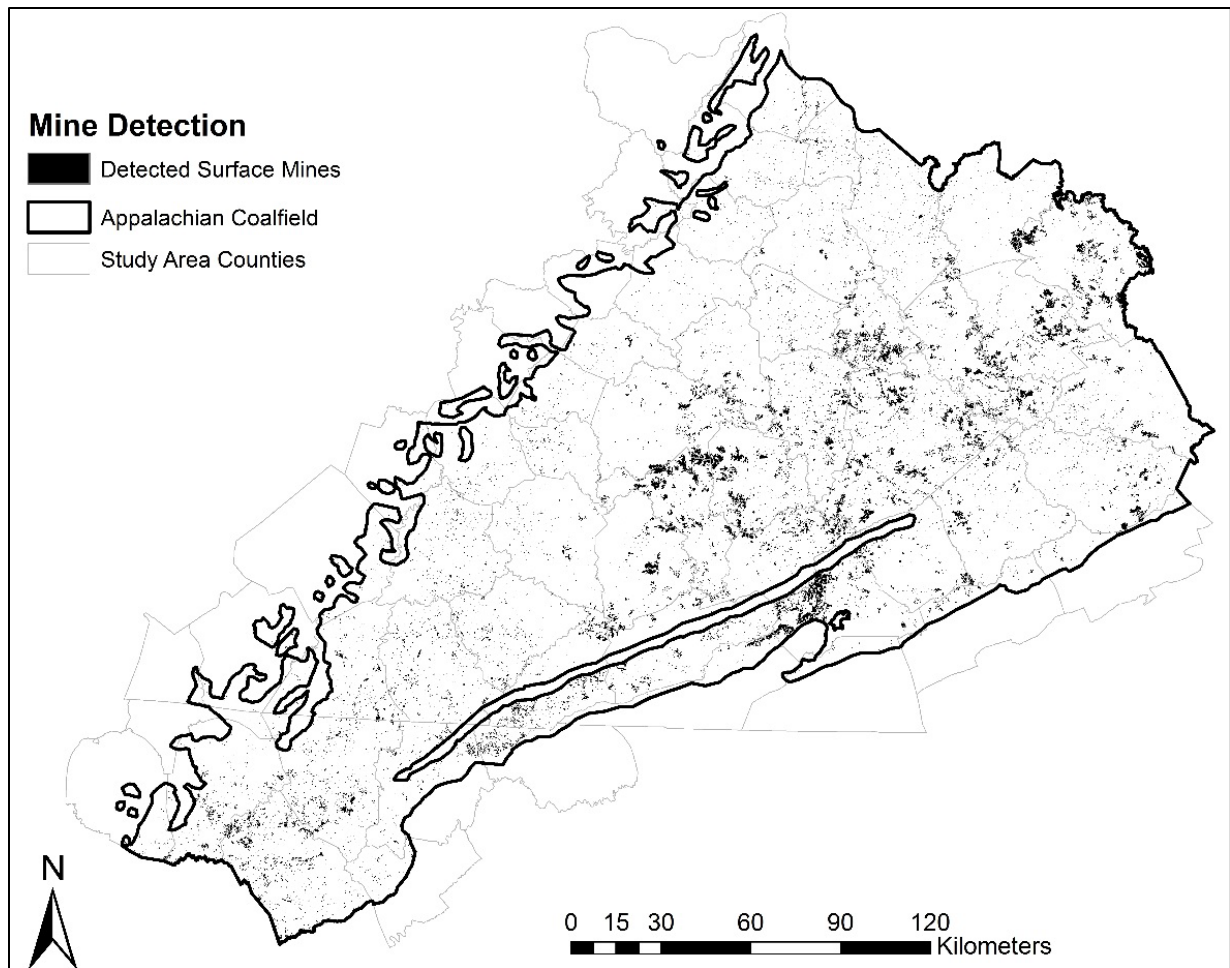 Mine Detection
Detected Surface Mines
Appalachian Coalfield
Study Area Counties
N
0 15 30 60 90 120
Kilometers